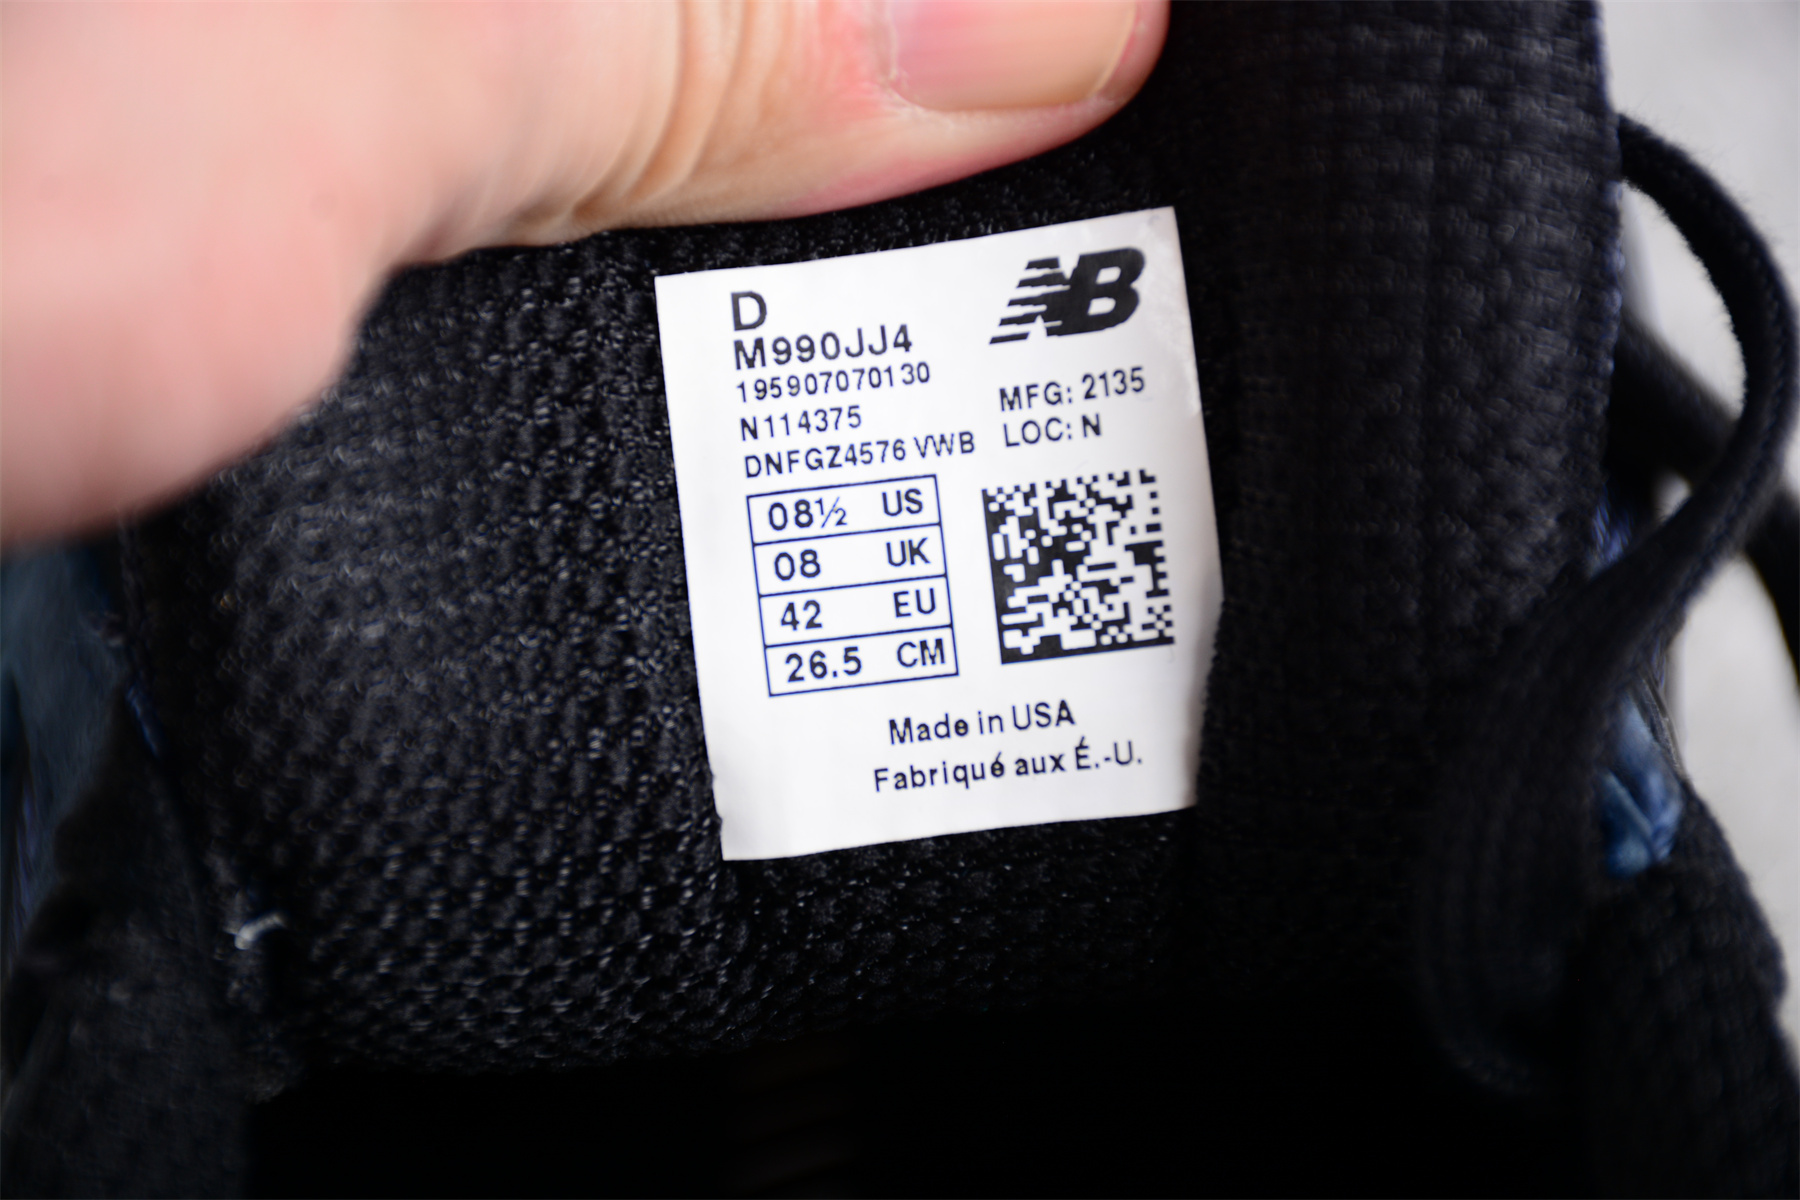 D
NB
M990JJ4
195907070130
N114375
DNFGZ4576 VWB
MFG: 2135
LOC: N
08½ US
08 UK
42 EU
26.5 CM
Made in USA
Fabriqué aux É.-U.